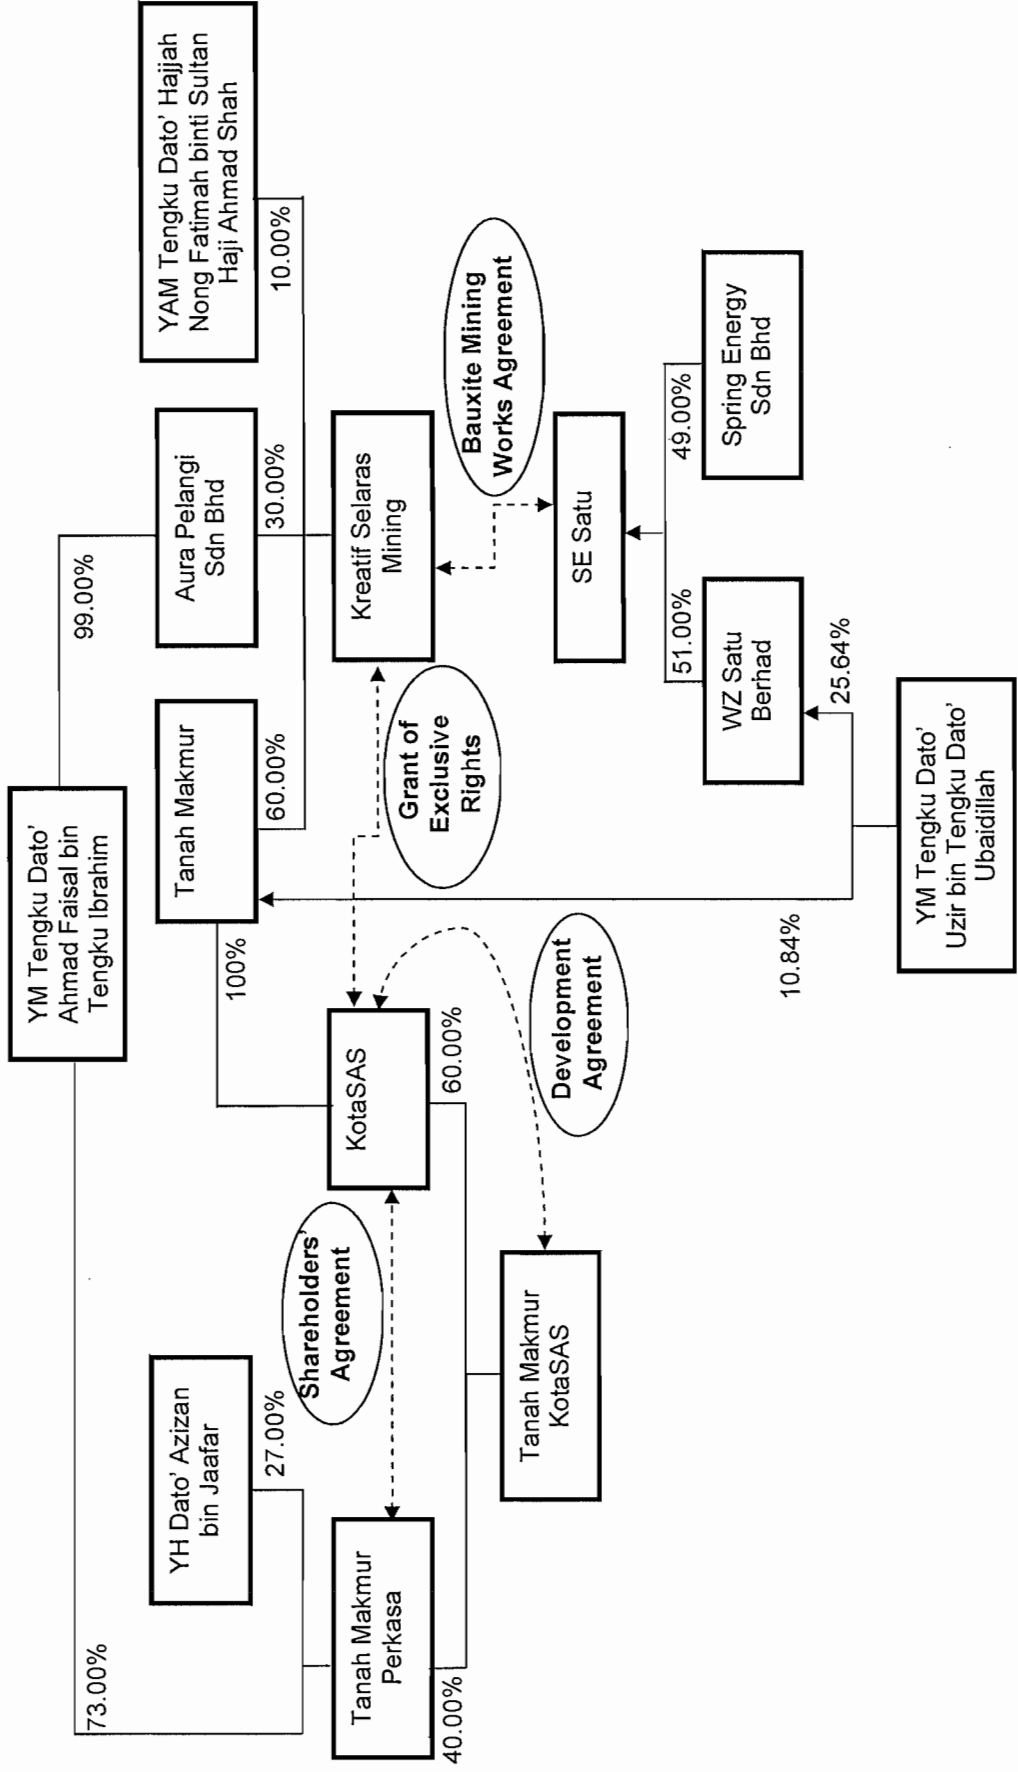 YM Tengku Dato'
Ahmad Faisal bin
Tengku Ibrahim
73.00%
99.00%
YH Dato' Azizan
bin Jaafar
27.00%
Tanah Makmur
100%
60.00%
Aura Pelangi
Sdn Bhd
30.00%
YAM Tengku Dato' Hajjah
Nong Fatimah binti Sultan
Haji Ahmad Shah
10.00%
Tanah Makmur
Perkasa
40.00%
Shareholders'
Agreement
KotaSAS
60.00%
Grant of
Exclusive
Rights
Kreatif Selaras
Mining
Bauxite Mining
Works Agreement
Tanah Makmur
KotaSAS
Development
Agreement
SE Satu
51.00%
49.00%
WZ Satu
Berhad
Spring Energy
Sdn Bhd
10.84%
25.64%
YM Tengku Dato'
Uzir bin Tengku Dato'
Ubaidillah